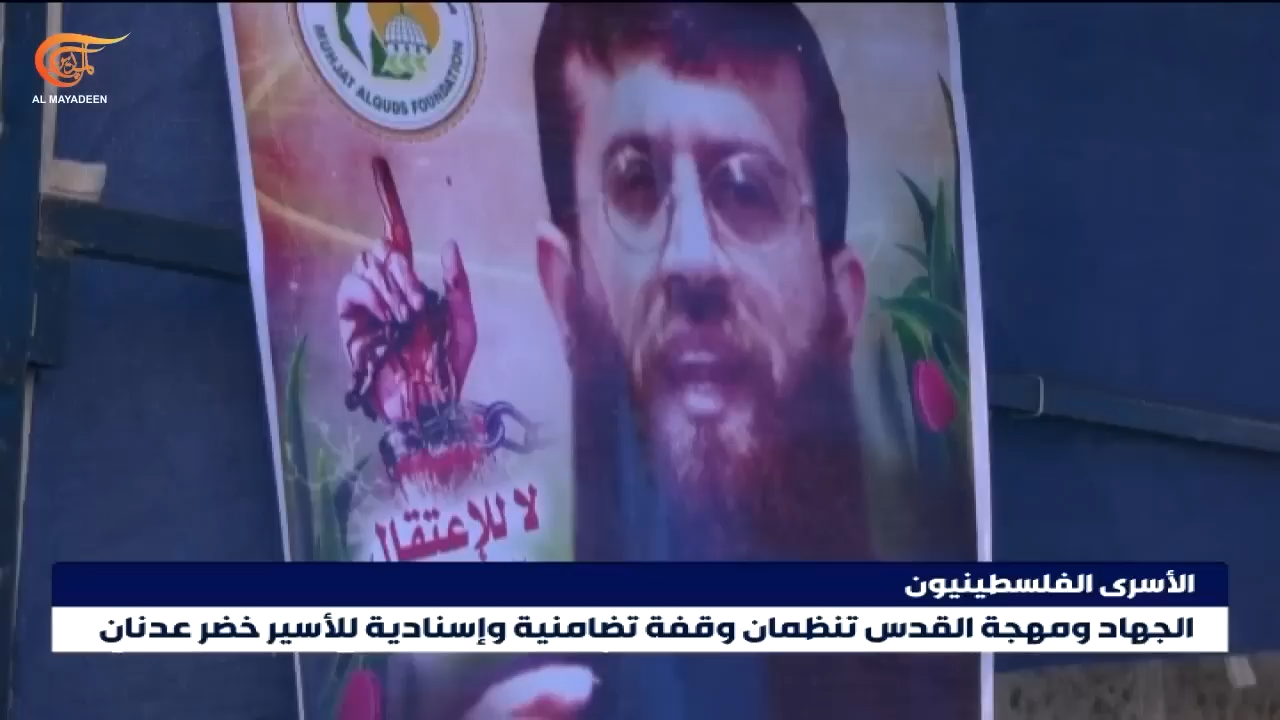 AL MAYADEEN
MUHJAT ALQUDS FOUNDATION
لا للإعتقال
الأسرى الفلسطينيون
الجهاد ومهجة القدس تنظمان وقفة تضامنية وإسنادية للأسير خضر عدنان